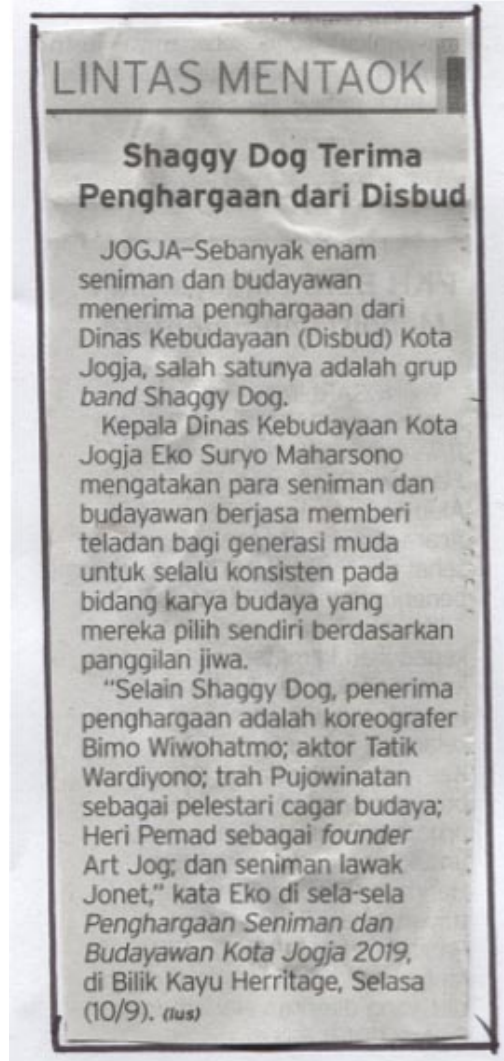 LINTAS MENTAOK
Shaggy Dog Terima
Penghargaan dari Disbud
JOGJA–Sebanyak enam
seniman dan budayawan
menerima penghargaan dari
Dinas Kebudayaan (Disbud) Kota
Jogja, salah satunya adalah grup
band Shaggy Dog.
Kepala Dinas Kebudayaan Kota
Jogja Eko Suryo Maharsono
mengatakan para seniman dan
budayawan berjasa memberi
teladan bagi generasi muda
untuk selalu konsisten pada
bidang karya budaya yang
mereka pilih sendiri berdasarkan
panggilan jiwa.
"Selain Shaggy Dog, penerima
penghargaan adalah koreografer
Bimo Wiwohatmo; aktor Tatik
Wardiyono; trah Pujowinatan
sebagai pelestari cagar budaya;
Heri Pemad sebagai founder
Art Jog; dan seniman lawak
Jonet," kata Eko di sela-sela
Penghargaan Seniman dan
Budayawan Kota Jogja 2019,
di Bilik Kayu Herritage, Selasa
(10/9). (lus)